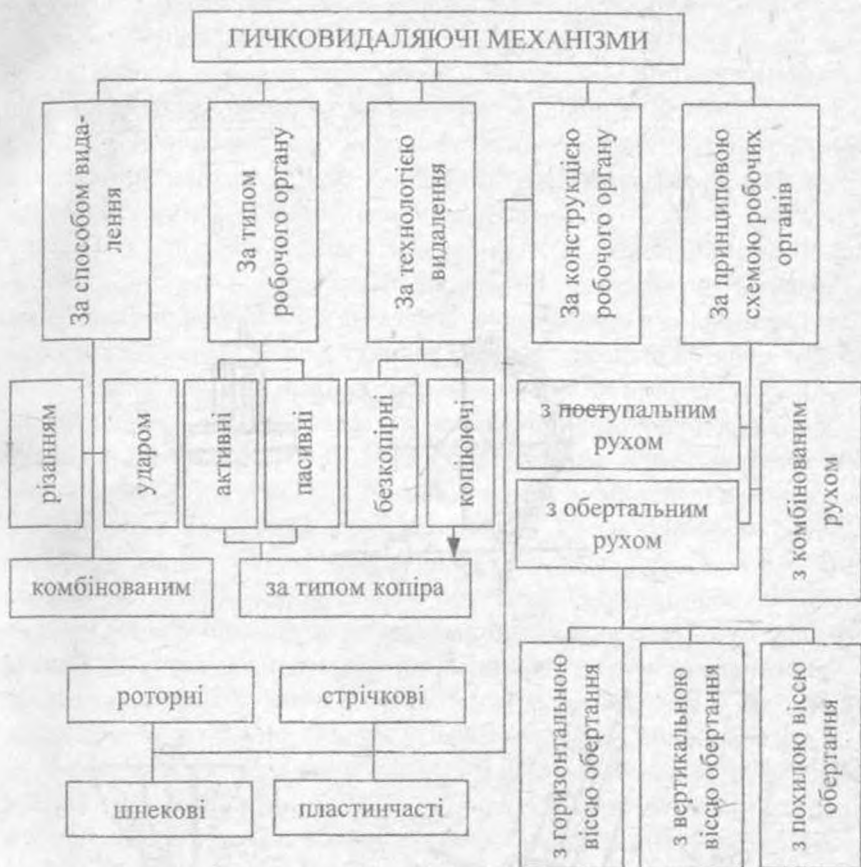 ГИЧКОВИДАЛЯЮЧІ МЕХАНІЗМИ
За способом вида-
лення
За типом
робочого органу
За технологією
видалення
За конструкцією
робочого органу
За принциповою
схемою робочих
органів
різанням
ударом
активні
пасивні
безкопірні
копіюючі
з поступальним
рухом
з обертальним
рухом
з комбінованим
рухом
комбінованим
за типом копіра
роторні
стрічкові
шнекові
пластинчасті
з горизонтальною
віссю обертання
з вертикальною
віссю обертання
з похилою віссю
обертання